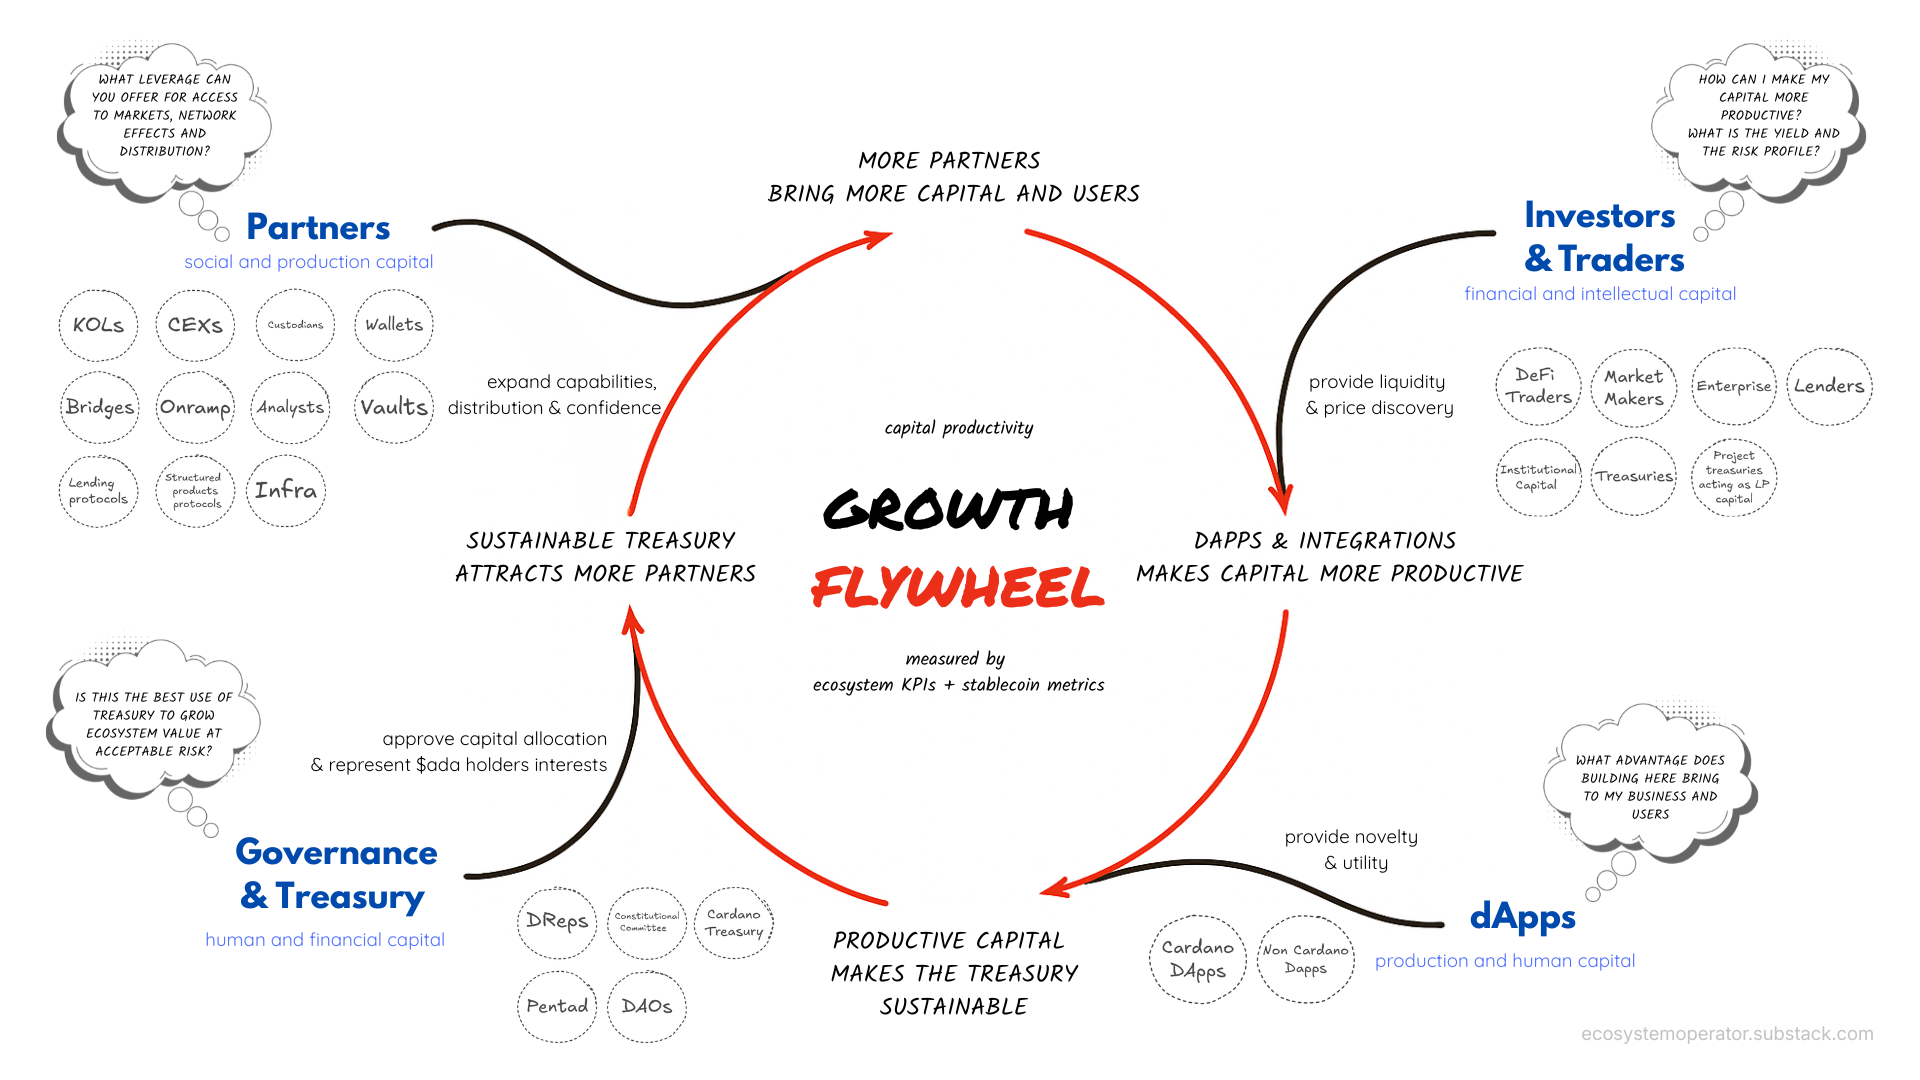 WHAT LEVERAGE CAN
YOU OFFER FOR ACCESS
TO MARKETS, NETWORK
EFFECTS AND
DISTRIBUTION?
Partners
social and production capital
KOLs
CEXs
Custodians
Wallets
Bridges
Onramp
Analysts
Vaults
Lending
protocols
Structured
products
protocols
Infra
expand capabilities,
distribution & confidence
MORE PARTNERS
BRING MORE CAPITAL AND USERS
HOW CAN I MAKE MY
CAPITAL MORE
PRODUCTIVE?
WHAT IS THE YIELD AND
THE RISK PROFILE?
Investors
& Traders
financial and intellectual capital
provide liquidity
& price discovery
DeFi
Traders
Market
Makers
Enterprise
Lenders
Institutional
Capital
Treasuries
Project
treasuries
acting as LP
capital
capital productivity
GROWTH
FLYWHEEL
measured by
ecosystem KPIs + stablecoin metrics
SUSTAINABLE TREASURY
ATTRACTS MORE PARTNERS
DAPPS & INTEGRATIONS
MAKES CAPITAL MORE PRODUCTIVE
IS THIS THE BEST USE OF
TREASURY TO GROW
ECOSYSTEM VALUE AT
ACCEPTABLE RISK?
approve capital allocation
& represent $ada holders interests
Governance
& Treasury
human and financial capital
DReps
Constitutional
Committee
Cardano
Treasury
Pentad
DAOs
PRODUCTIVE CAPITAL
MAKES THE TREASURY
SUSTAINABLE
WHAT ADVANTAGE DOES
BUILDING HERE BRING
TO MY BUSINESS AND
USERS
provide novelty
& utility
dApps
production and human capital
Cardano
DApps
Non Cardano
Dapps
ecosystemoperator.substack.com